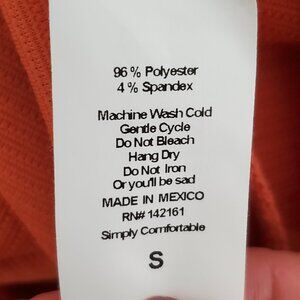 96% Polyester
4% Spandex
Machine Wash Cold
Gentle Cycle
Do Not Bleach
Hang Dry
Do Not Iron
Or you'll be sad
MADE IN MEXICO
RN# 142161
Simply Comfortable
S